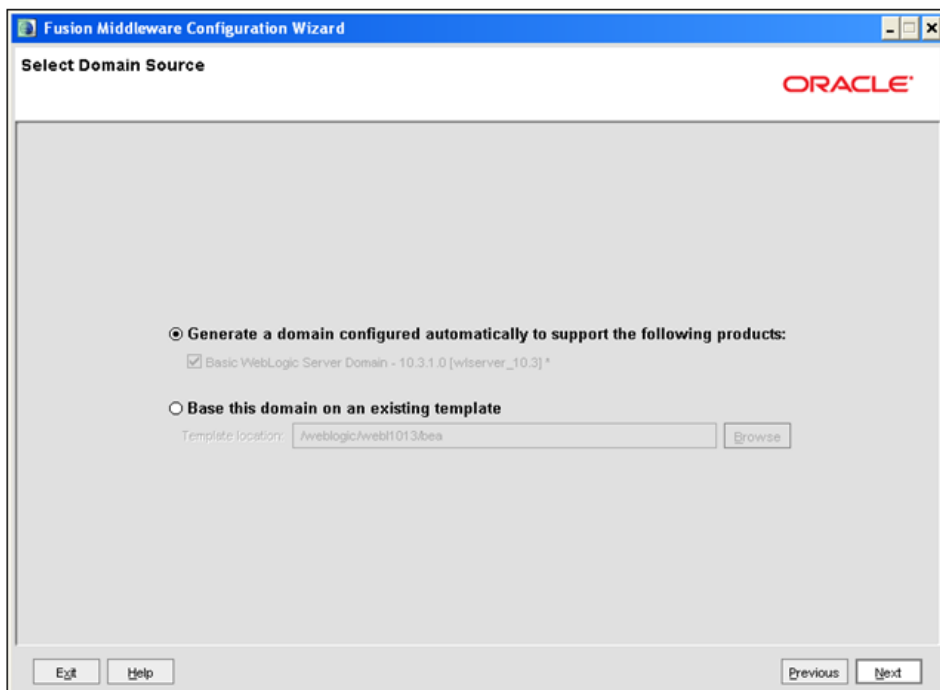 Fusion Middleware Configuration Wizard
Select Domain Source
ORACLE
Generate a domain configured automatically to support the following products:
Basic WebLogic Server Domain - 10.3.1.0 [wlserver_10.3] *
Base this domain on an existing template
Template location: /weblogic/webl1013/bea Browse
Exit Help Previous Next